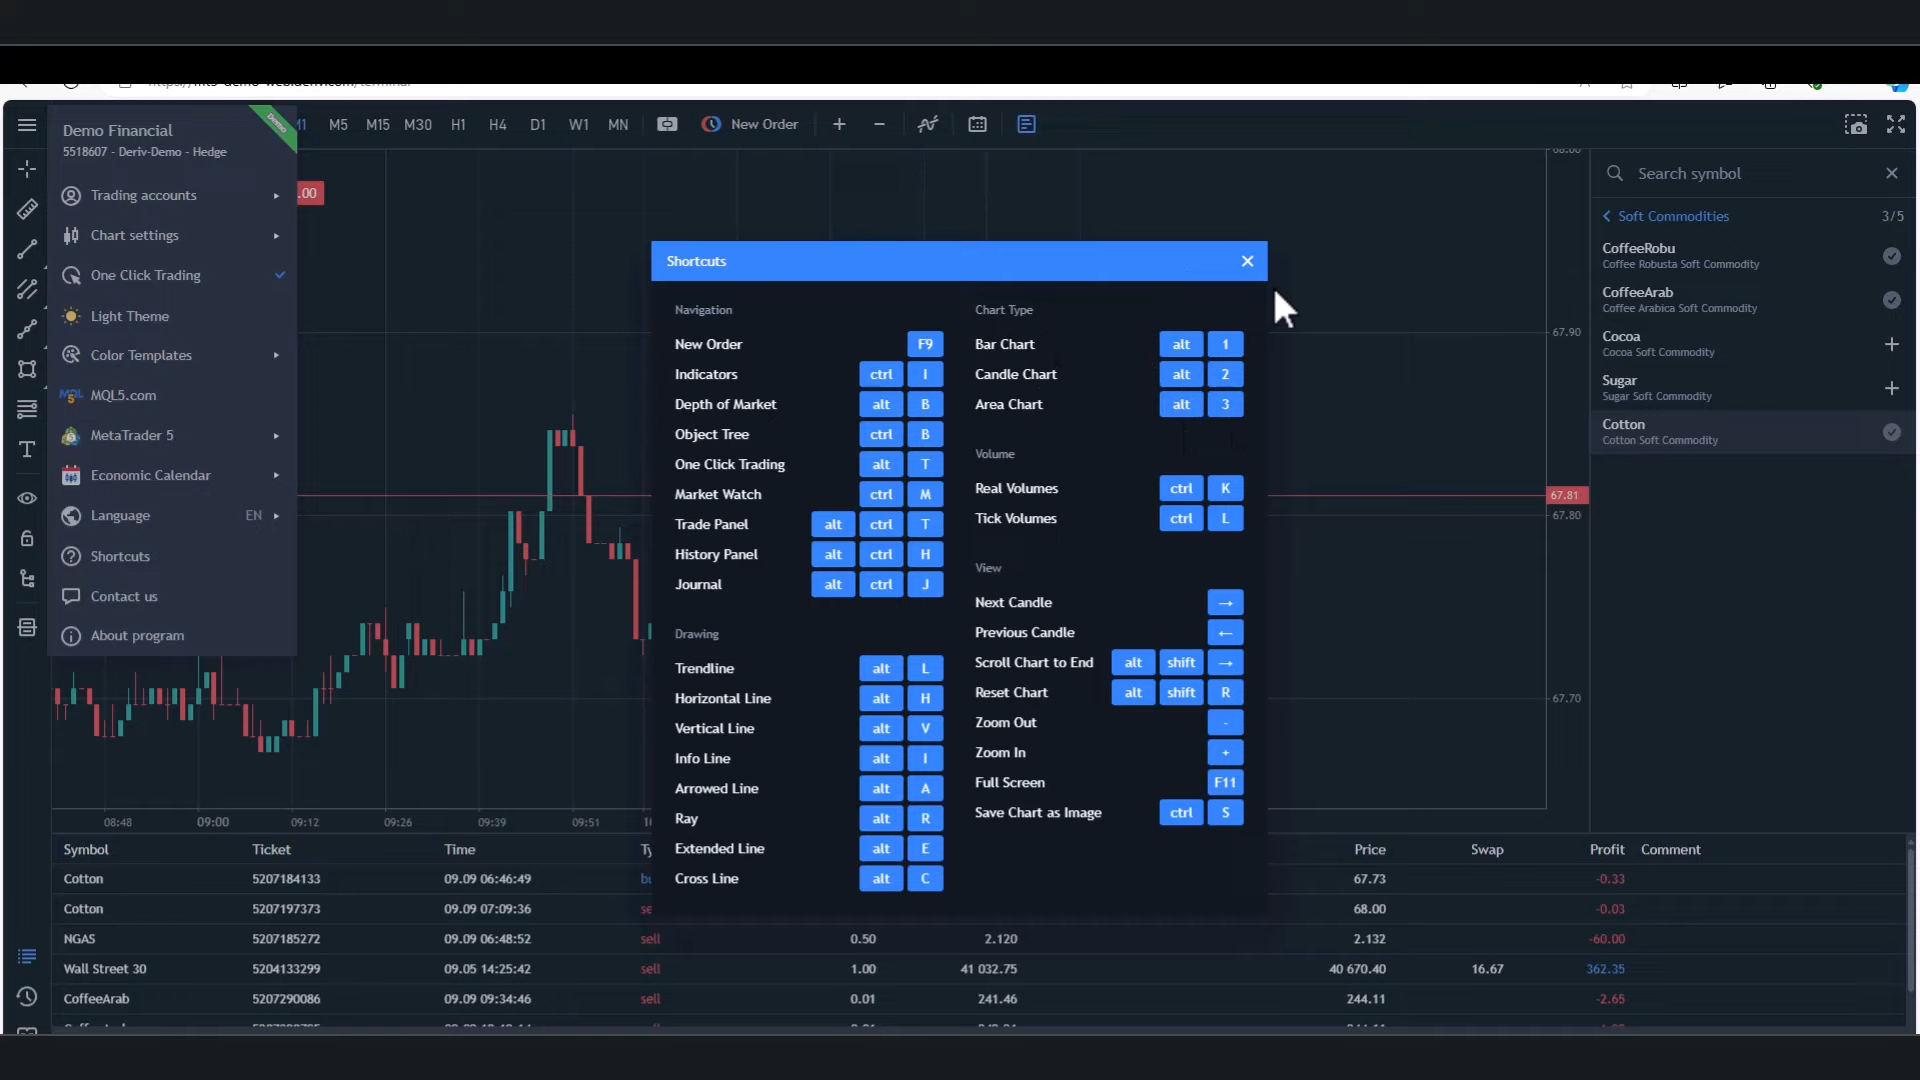 Demo Financial
5518607 - Deriv-Demo - Hedge
Demo
Trading accounts
Chart settings
One Click Trading
Light Theme
Color Templates
MQL5.com
MetaTrader 5
Economic Calendar
Language EN
Shortcuts
Contact us
About program
M5 M15 M30 H1 H4 D1 W1 MN New Order
.00
Shortcuts
Navigation
New Order F9
Indicators ctrl I
Depth of Market alt B
Object Tree ctrl B
One Click Trading alt T
Market Watch ctrl M
Trade Panel alt ctrl T
History Panel alt ctrl H
Journal alt ctrl J
Drawing
Trendline alt L
Horizontal Line alt H
Vertical Line alt V
Info Line alt I
Arrowed Line alt A
Ray alt R
Extended Line alt E
Cross Line alt C
Chart Type
Bar Chart alt 1
Candle Chart alt 2
Area Chart alt 3
Volume
Real Volumes ctrl K
Tick Volumes ctrl L
View
Next Candle →
Previous Candle ←
Scroll Chart to End alt shift →
Reset Chart alt shift R
Zoom Out -
Zoom In +
Full Screen F11
Save Chart as Image ctrl S
68.00
67.90
67.81
67.80
67.70
Search symbol
Soft Commodities 3/5
CoffeeRobu
Coffee Robusta Soft Commodity
CoffeeArab
Coffee Arabica Soft Commodity
Cocoa
Cocoa Soft Commodity
Sugar
Sugar Soft Commodity
Cotton
Cotton Soft Commodity
08:48 09:00 09:12 09:26 09:39 09:51
Symbol Ticket Time Price Swap Profit Comment
Cotton 5207184133 09.09 06:46:49 67.73 -0.33
Cotton 5207197373 09.09 07:09:36 68.00 -0.03
NGAS 5207185272 09.09 06:48:52 sell 0.50 2.120 2.132 -60.00
Wall Street 30 5204133299 09.05 14:25:42 sell 1.00 41 032.75 40 670.40 16.67 362.35
CoffeeArab 5207290086 09.09 09:34:46 sell 0.01 241.46 244.11 -2.65